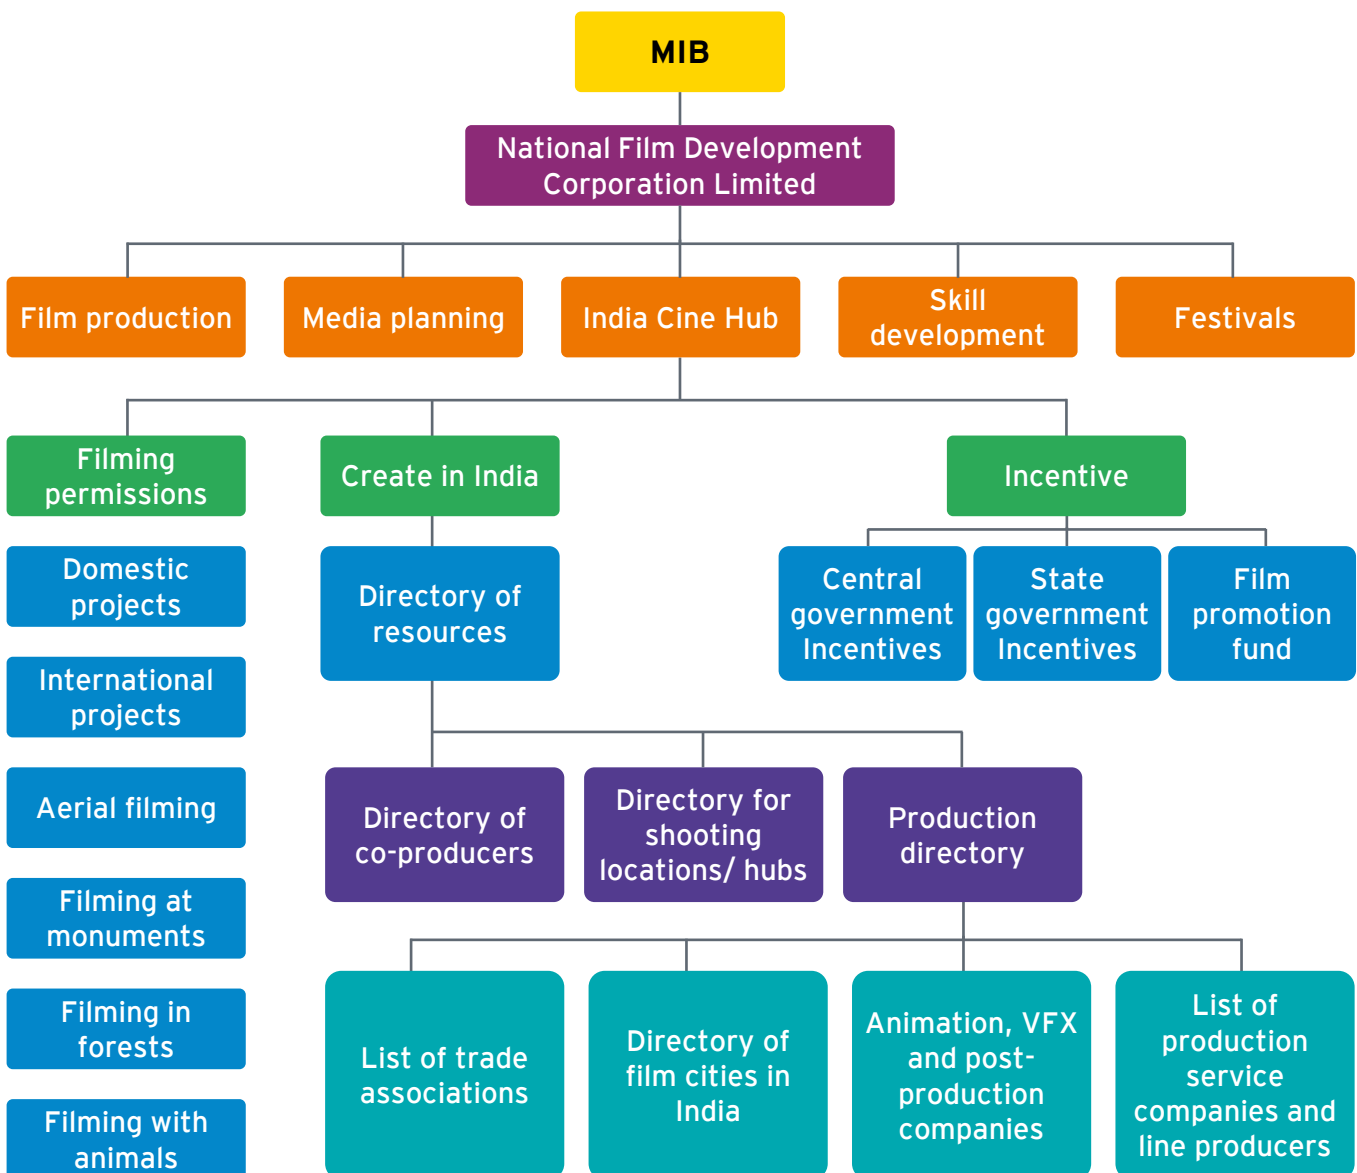 MIB
National Film Development
Corporation Limited
Film production
Media planning
India Cine Hub
Skill
development
Festivals
Filming
permissions
Create in India
Incentive
Domestic
projects
International
projects
Aerial filming
Filming at
monuments
Filming in
forests
Filming with
animals
Directory of
resources
Central
government
Incentives
State
government
Incentives
Film
promotion
fund
Directory of
co-producers
Directory for
shooting
locations/ hubs
Production
directory
List of trade
associations
Directory of
film cities in
India
Animation, VFX
and post-
production
companies
List of
production
service
companies and
line producers